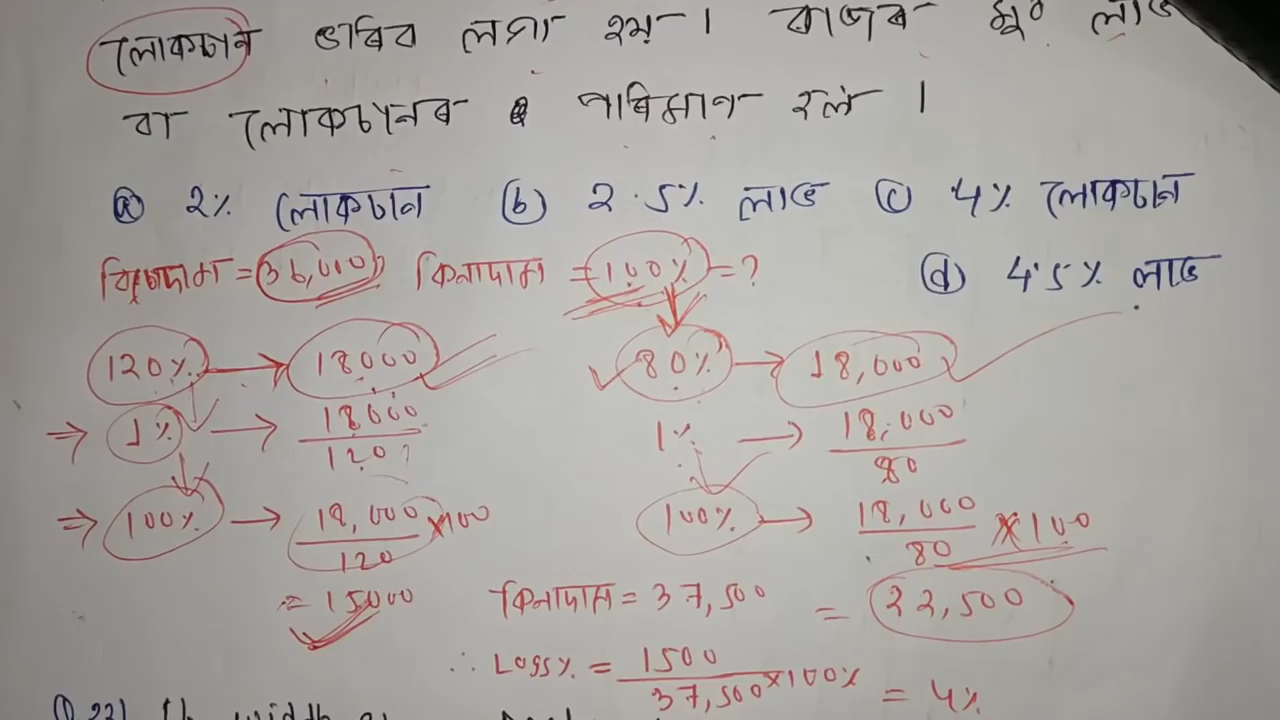 লোকচানে ভৰিব লগা হয়। ৰাজৰ মুঠ লাভ
বা লোকচানৰ পৰিমাণ হল।
ⓐ 2% লোকচান ⓑ 2.5% লাভ ⓒ 4% লোকচান
ⓓ 4.5% লাভ
বিক্ৰীদাম = 36,000, কিনাদাম = 100% = ?
120% → 18000 80% → 18,000
⇒ 1% → 18000/120 1% → 18,000/80
⇒ 100% → 18,000/120 × 100 100% → 18,000/80 × 100
= 15000 কিনাদাম = 37,500 = 22,500
∴ Loss% = 1500/37,500 × 100% = 4%